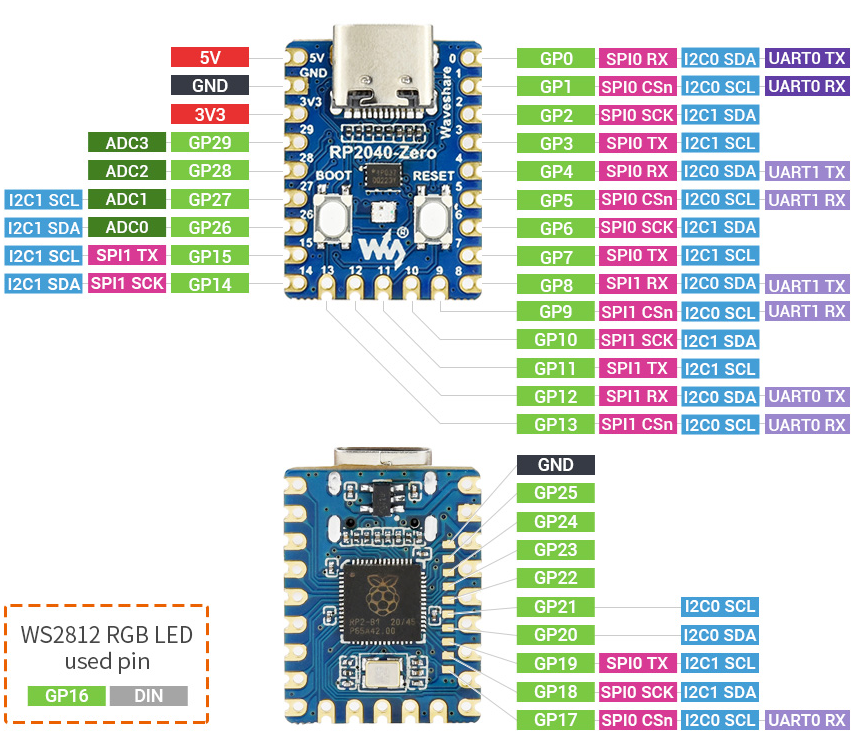 5V
GND
3V3
ADC3 GP29
ADC2 GP28
I2C1 SCL ADC1 GP27
I2C1 SDA ADC0 GP26
I2C1 SCL SPI1 TX GP15
I2C1 SDA SPI1 SCK GP14
5V
GND
3V3
29
28
27
26
15
14
13
12
11
10
9
8
0
1
2
3
4
5
6
7
Waveshare
RP2040-Zero
BOOT
RESET
GP0 SPI0 RX I2C0 SDA UART0 TX
GP1 SPI0 CSn I2C0 SCL UART0 RX
GP2 SPI0 SCK I2C1 SDA
GP3 SPI0 TX I2C1 SCL
GP4 SPI0 RX I2C0 SDA UART1 TX
GP5 SPI0 CSn I2C0 SCL UART1 RX
GP6 SPI0 SCK I2C1 SDA
GP7 SPI0 TX I2C1 SCL
GP8 SPI1 RX I2C0 SDA UART1 TX
GP9 SPI1 CSn I2C0 SCL UART1 RX
GP10 SPI1 SCK I2C1 SDA
GP11 SPI1 TX I2C1 SCL
GP12 SPI1 RX I2C0 SDA UART0 TX
GP13 SPI1 CSn I2C0 SCL UART0 RX
GND
GP25
GP24
GP23
GP22
GP21 I2C0 SCL
GP20 I2C0 SDA
GP19 SPI0 TX I2C1 SCL
GP18 SPI0 SCK I2C1 SDA
GP17 SPI0 CSn I2C0 SCL UART0 RX
RP2-B1 20/45
P65A42.00
WS2812 RGB LED
used pin
GP16 DIN